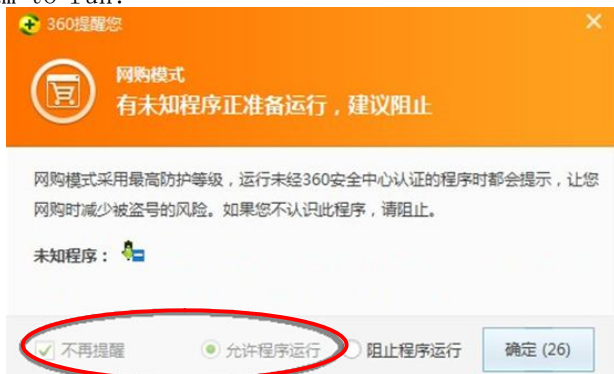 to run.
360提醒您
网购模式
有未知程序正准备运行，建议阻止
网购模式采用最高防护等级，运行未经360安全中心认证的程序时都会提示，让您
网购时减少被盗号的风险。如果您不认识此程序，请阻止。
未知程序：
不再提醒 允许程序运行 阻止程序运行 确定 (26)